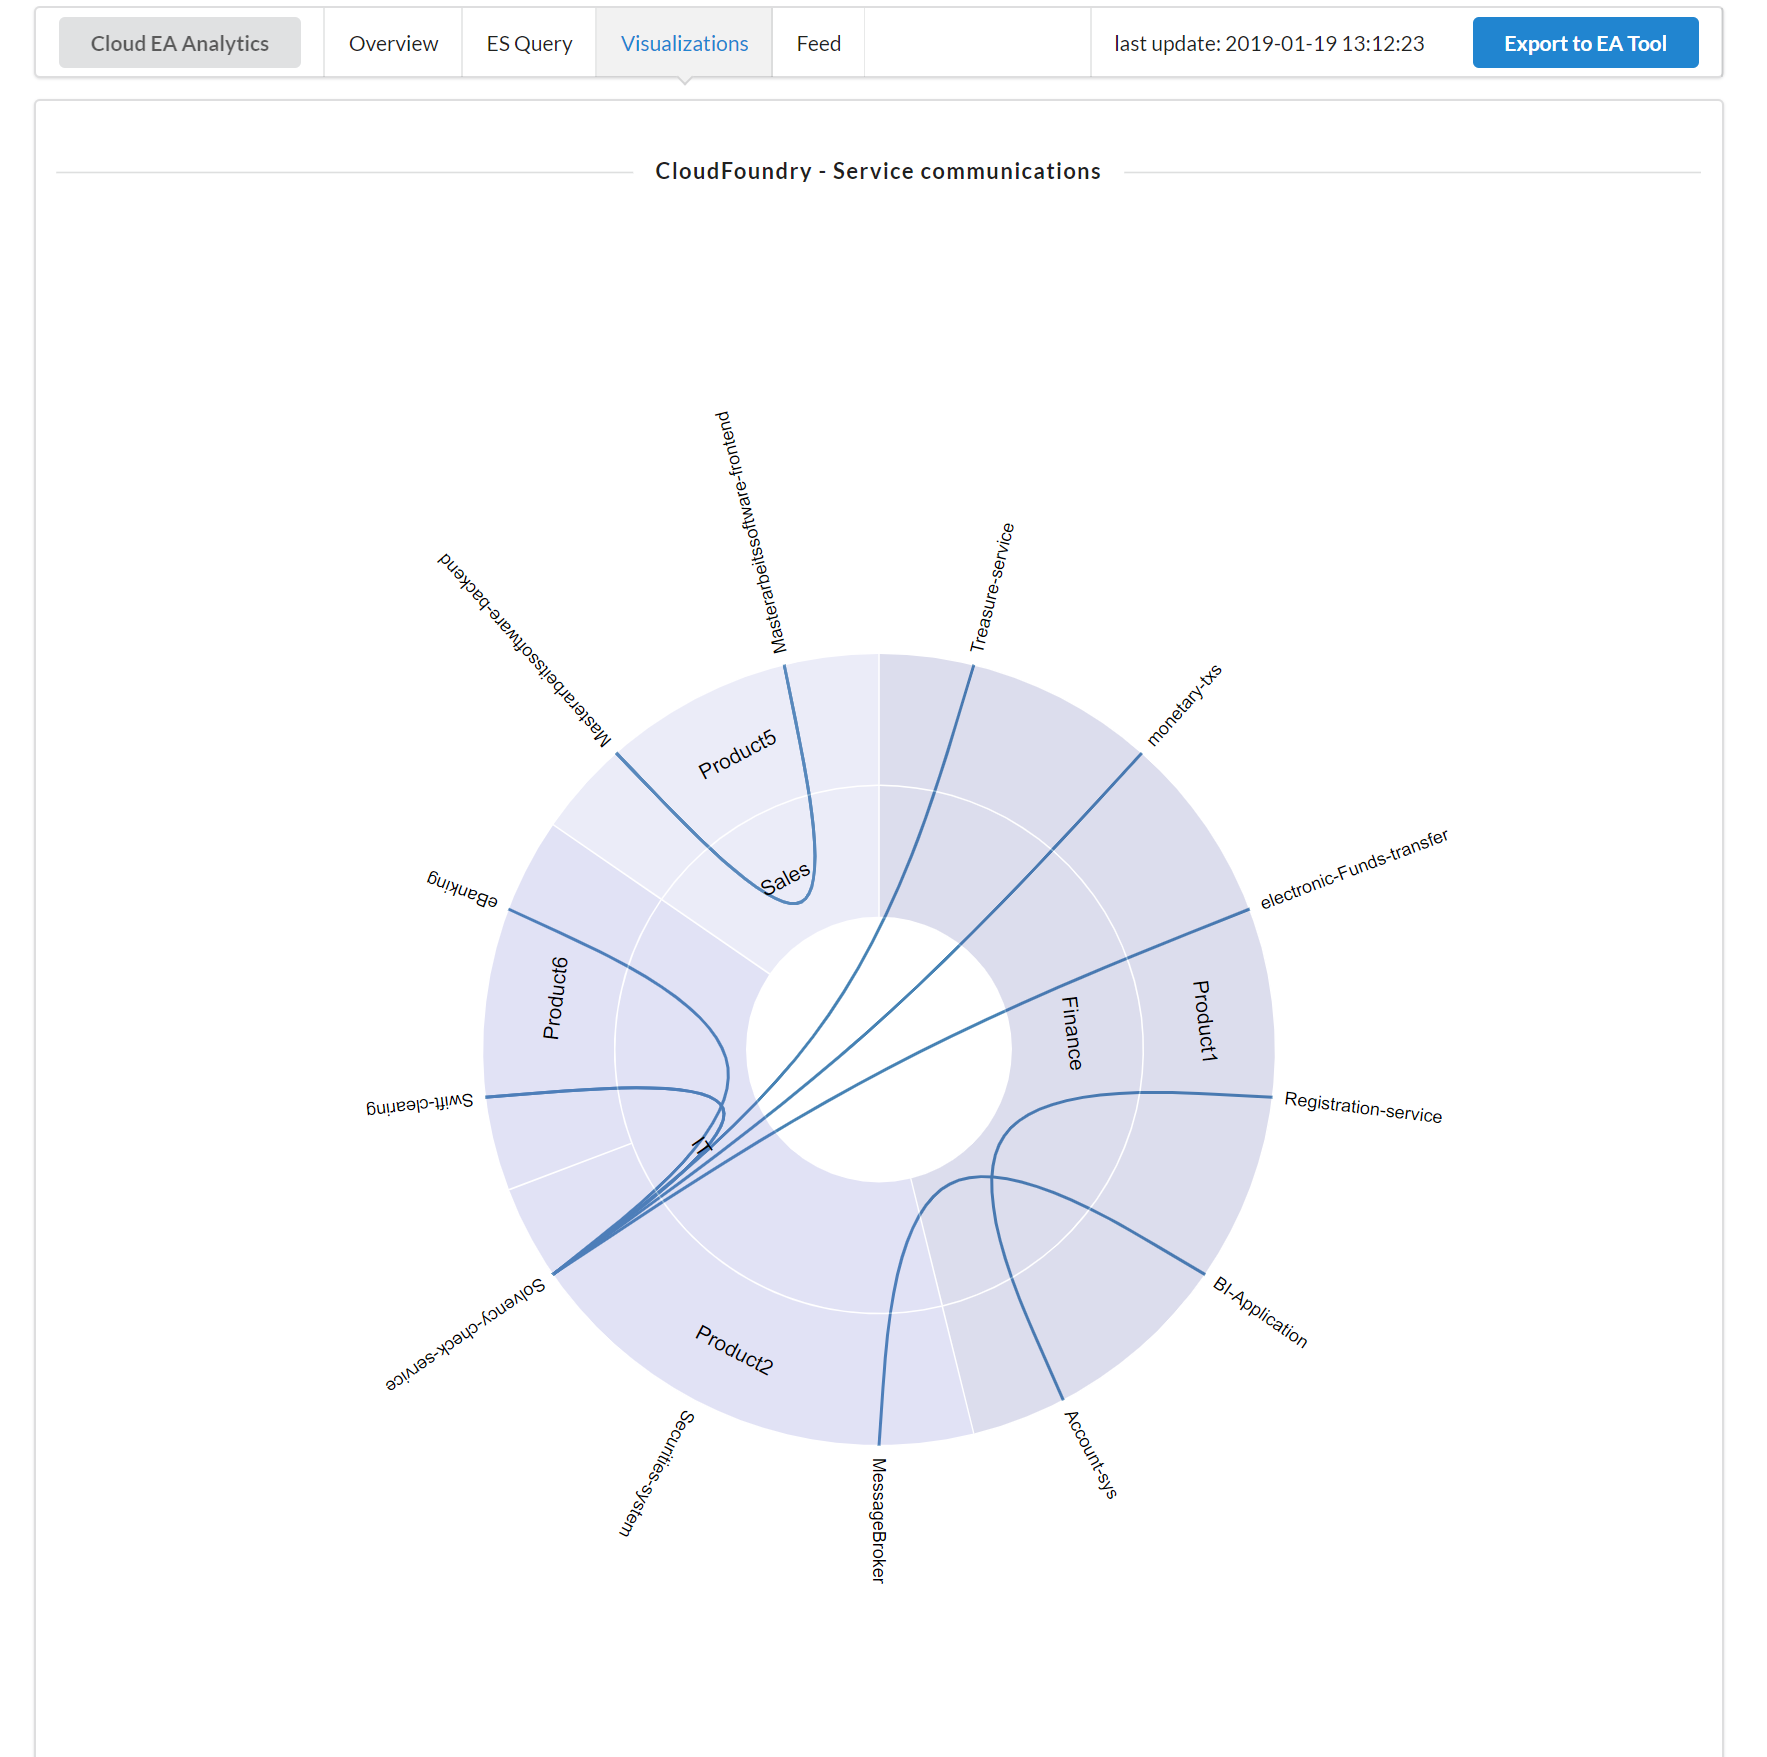 Cloud EA Analytics
Overview
ES Query
Visualizations
Feed
last update: 2019-01-19 13:12:23
Export to EA Tool
CloudFoundry - Service communications
Masterarbeitssoftware-frontend
Treasure-service
Masterarbeitssoftware-backend
monetary-txs
Product5
electronic-Funds-transfer
Sales
eBanking
Product6
Finance
Product1
Swift-clearing
Registration-service
IT
Solvency-check-service
BI-Application
Product2
Securities-system
Account-sys
MessageBroker